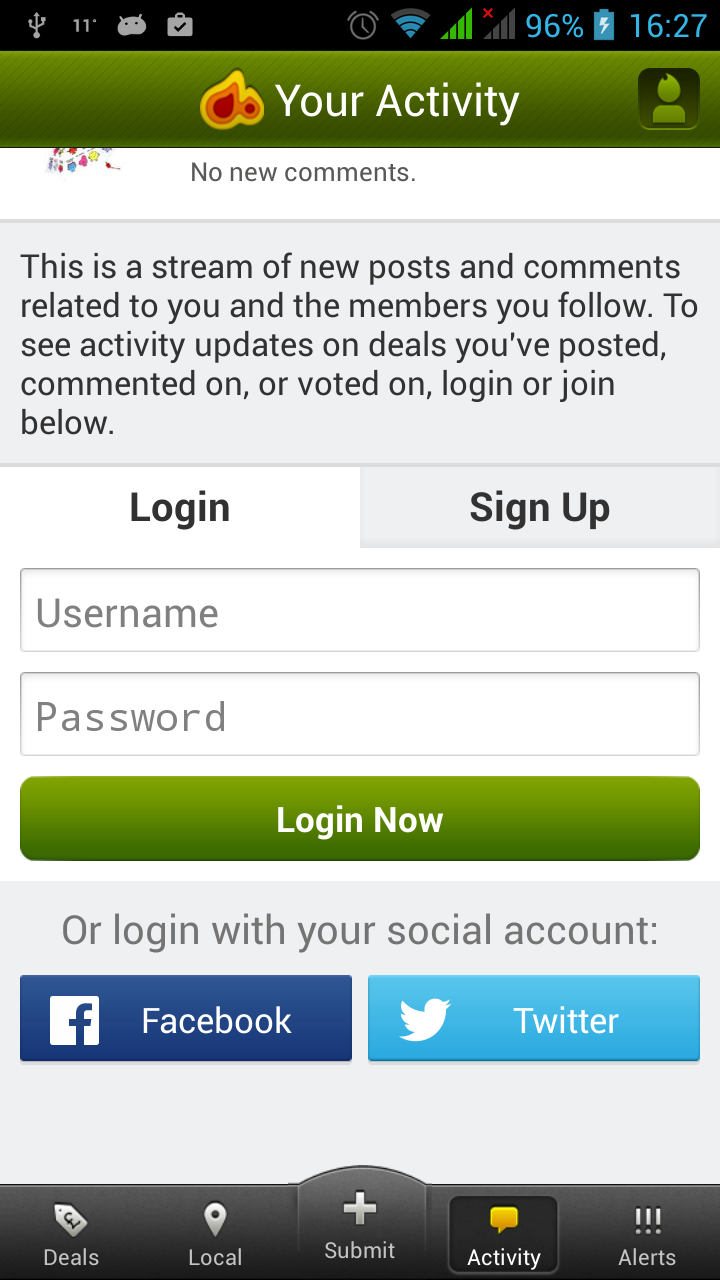 11° 96% 16:27
Your Activity
No new comments.
This is a stream of new posts and comments
related to you and the members you follow. To
see activity updates on deals you've posted,
commented on, or voted on, login or join
below.
Login Sign Up
Username
Password
Login Now
Or login with your social account:
Facebook Twitter
Deals Local Submit Activity Alerts